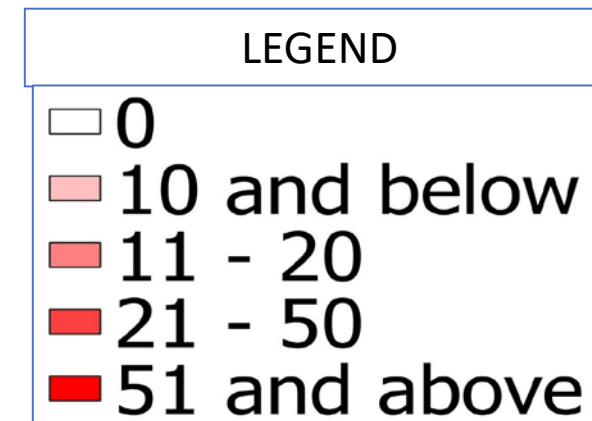 LEGEND
0
10 and below
11 - 20
21 - 50
51 and above